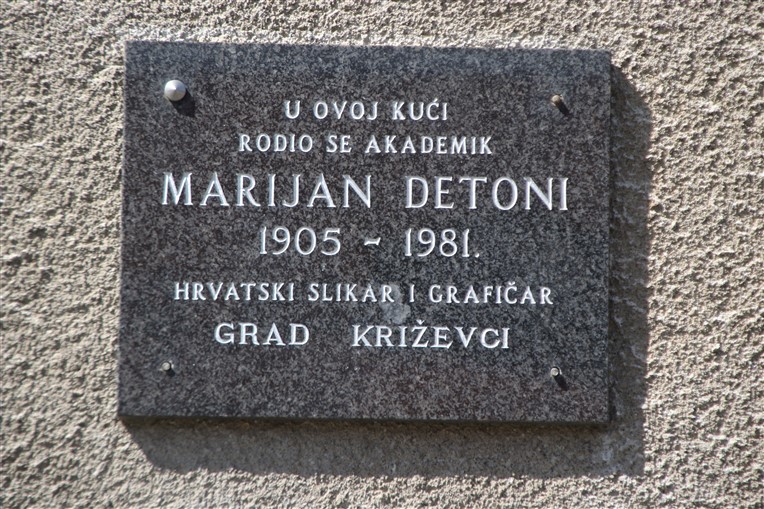 U OVOJ KUĆI
RODIO SE AKADEMIK
MARIJAN DETONI
1905 - 1981.
HRVATSKI SLIKAR I GRAFIČAR
GRAD KRIŽEVCI